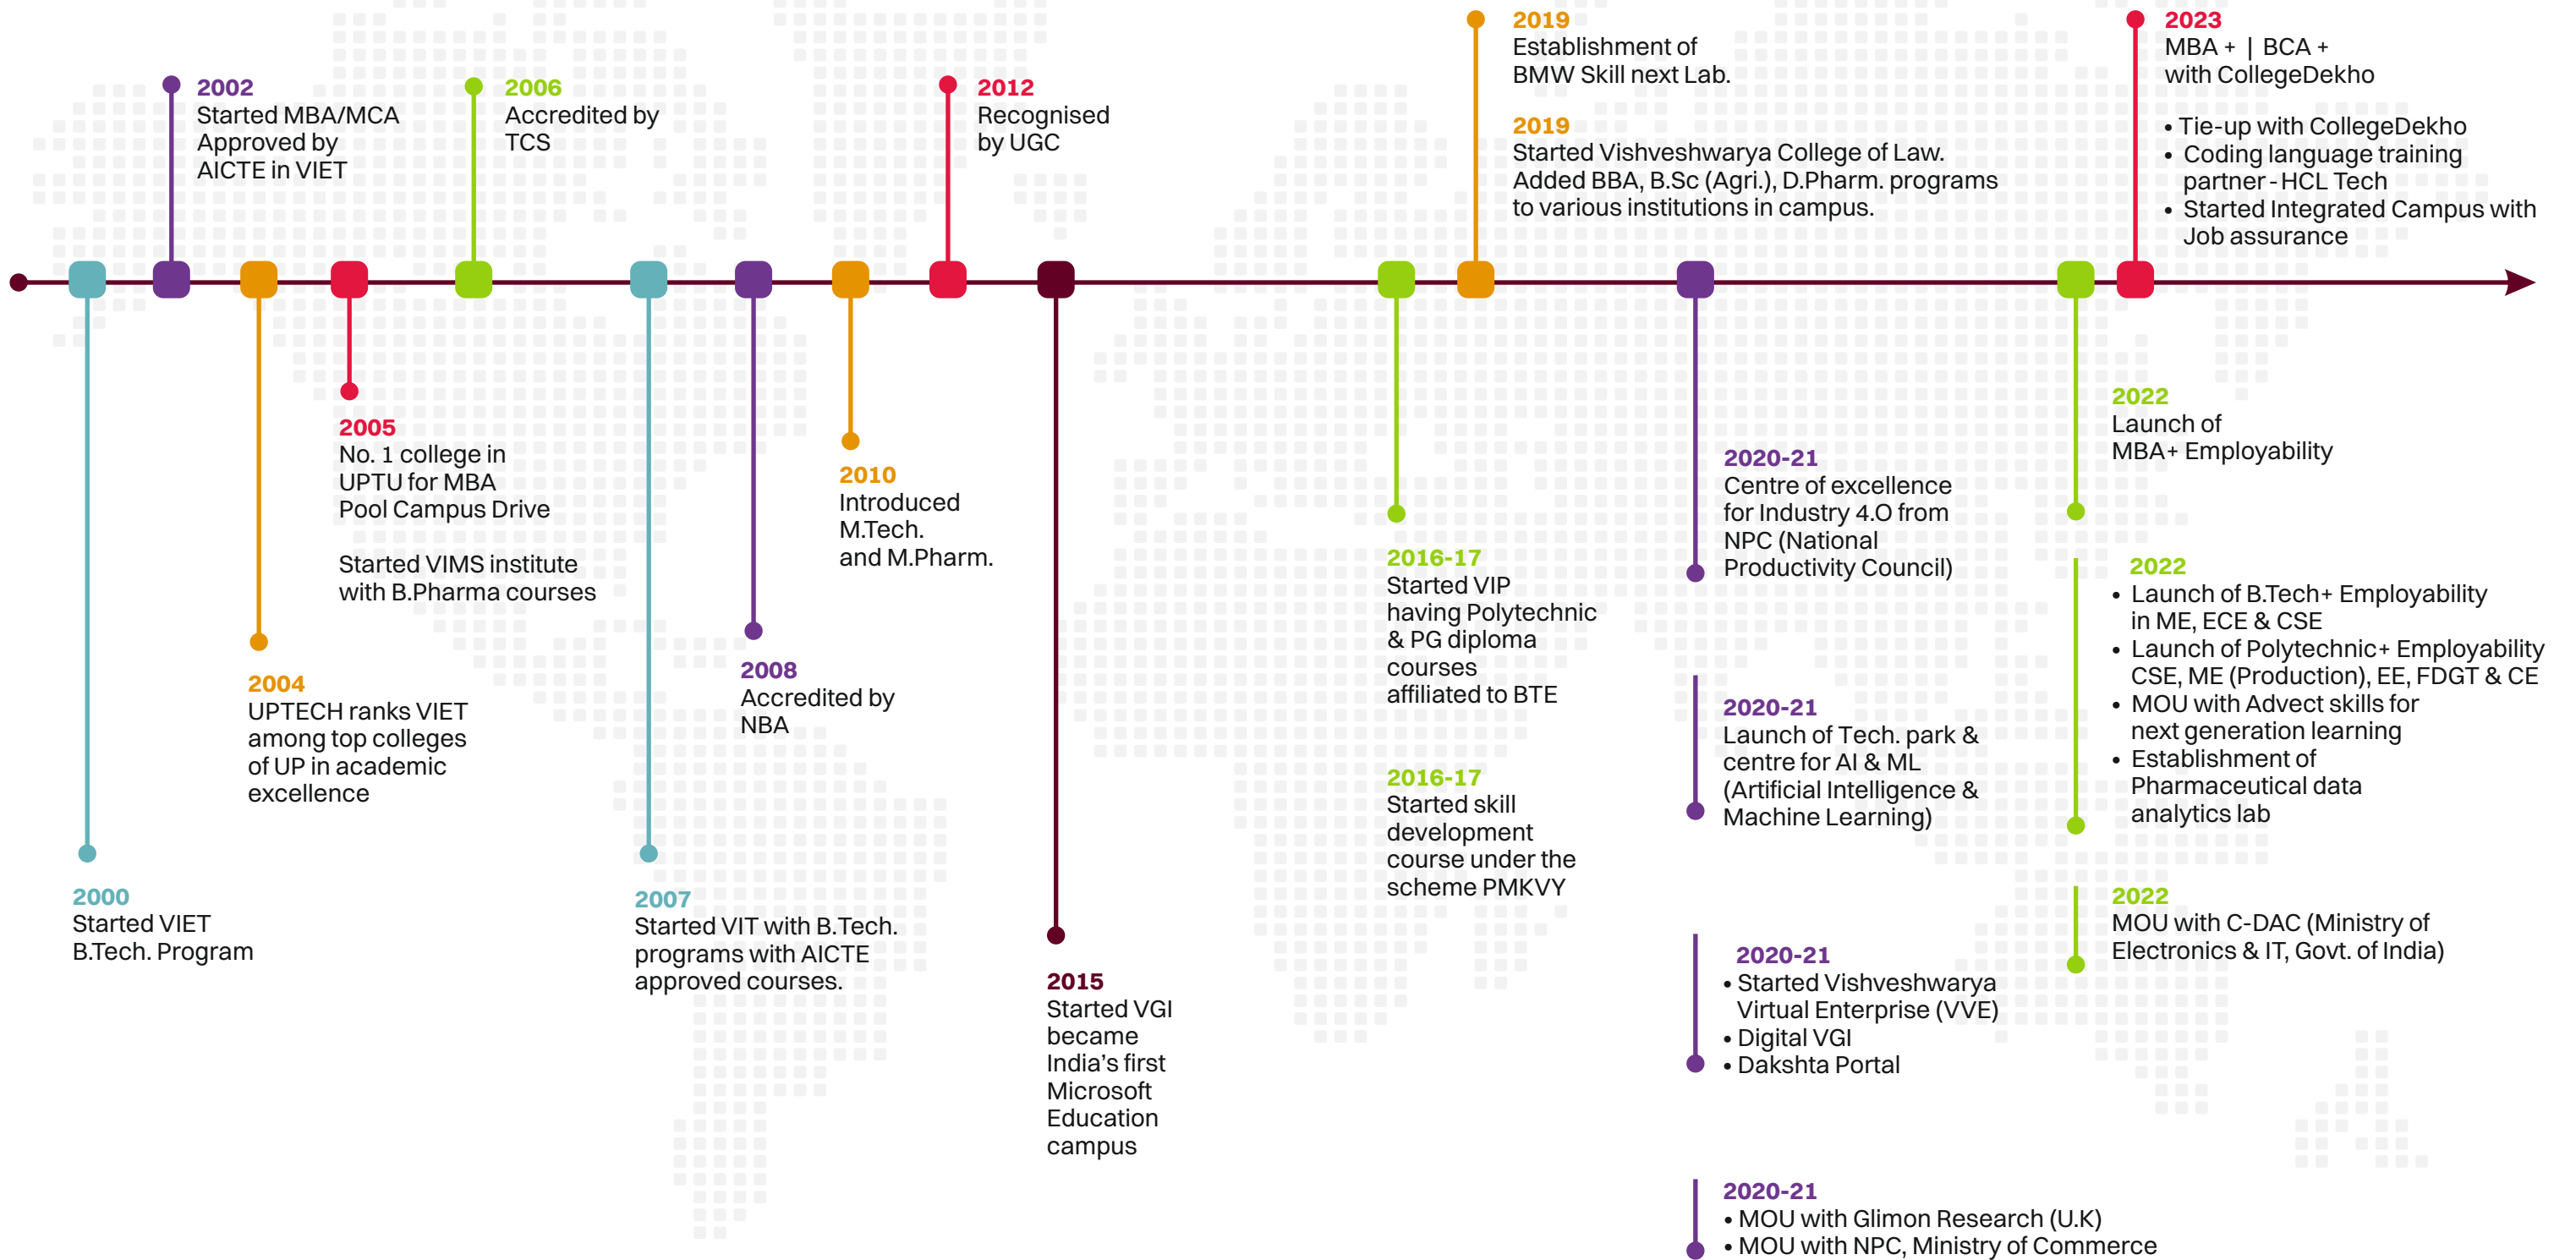 2000
Started VIET
B.Tech. Program
2002
Started MBA/MCA
Approved by
AICTE in VIET
2004
UPTECH ranks VIET
among top colleges
of UP in academic
excellence
2005
No. 1 college in
UPTU for MBA
Pool Campus Drive
Started VIMS institute
with B.Pharma courses
2006
Accredited by
TCS
2007
Started VIT with B.Tech.
programs with AICTE
approved courses.
2008
Accredited by
NBA
2010
Introduced
M.Tech.
and M.Pharm.
2012
Recognised
by UGC
2015
Started VGI
became
India's first
Microsoft
Education
campus
2016-17
Started VIP
having Polytechnic
& PG diploma
courses
affiliated to BTE
2016-17
Started skill
development
course under the
scheme PMKVY
2019
Establishment of
BMW Skill next Lab.
2019
Started Vishveshwarya College of Law.
Added BBA, B.Sc (Agri.), D.Pharm. programs
to various institutions in campus.
2020-21
Centre of excellence
for Industry 4.O from
NPC (National
Productivity Council)
2020-21
Launch of Tech. park &
centre for AI & ML
(Artificial Intelligence &
Machine Learning)
2020-21
• Started Vishveshwarya
Virtual Enterprise (VVE)
• Digital VGI
• Dakshta Portal
2020-21
• MOU with Glimon Research (U.K)
• MOU with NPC, Ministry of Commerce
2022
Launch of
MBA+ Employability
2022
• Launch of B.Tech+ Employability
in ME, ECE & CSE
• Launch of Polytechnic+ Employability
CSE, ME (Production), EE, FDGT & CE
• MOU with Advect skills for
next generation learning
• Establishment of
Pharmaceutical data
analytics lab
2022
MOU with C-DAC (Ministry of
Electronics & IT, Govt. of India)
2023
MBA + | BCA +
with CollegeDekho
• Tie-up with CollegeDekho
• Coding language training
partner - HCL Tech
• Started Integrated Campus with
Job assurance